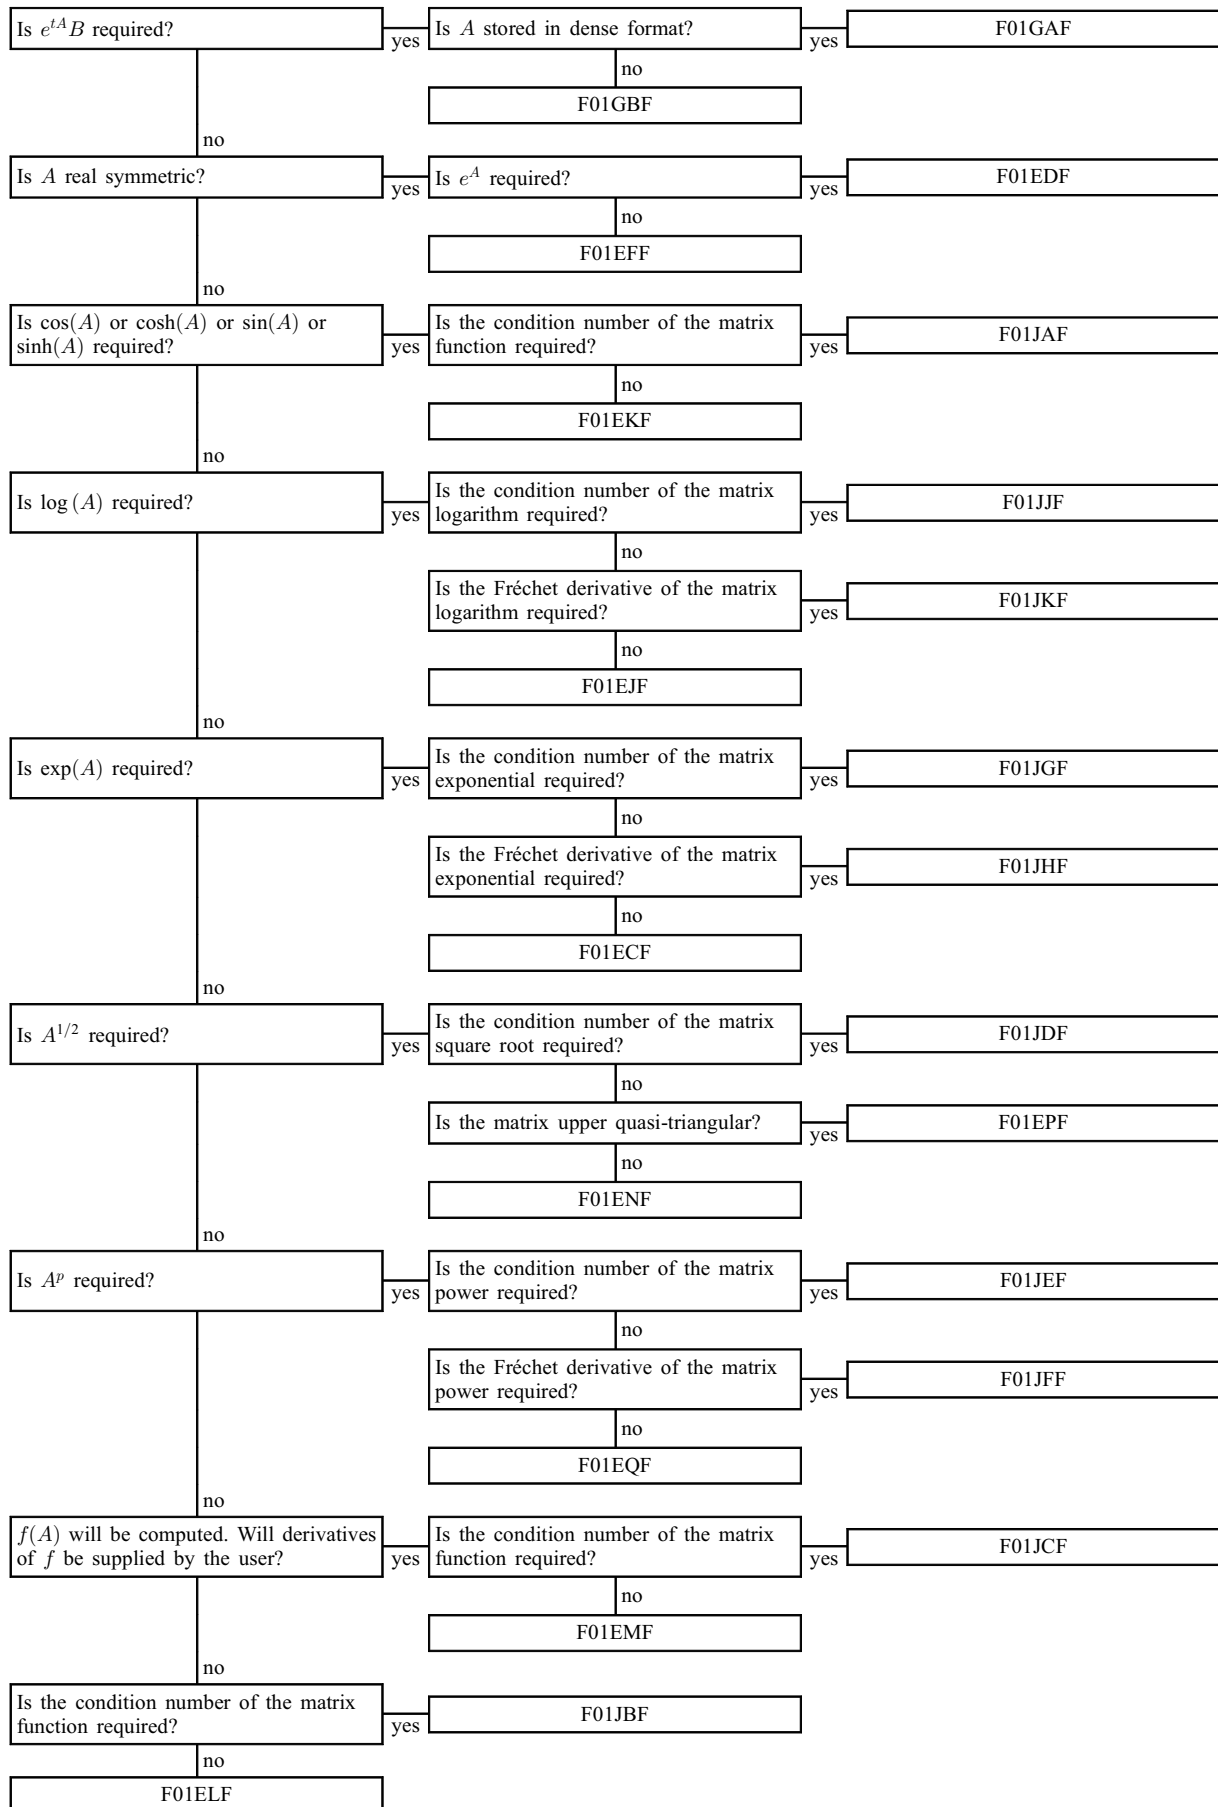 Is e^{tA}B required?
yes
Is A stored in dense format?
yes
F01GAF
no
F01GBF
no
Is A real symmetric?
yes
Is e^A required?
yes
F01EDF
no
F01EFF
no
Is cos(A) or cosh(A) or sin(A) or
sinh(A) required?
yes
Is the condition number of the matrix
function required?
yes
F01JAF
no
F01EKF
no
Is log (A) required?
yes
Is the condition number of the matrix
logarithm required?
yes
F01JJF
no
Is the Fréchet derivative of the matrix
logarithm required?
yes
F01JKF
no
F01EJF
no
Is exp(A) required?
yes
Is the condition number of the matrix
exponential required?
yes
F01JGF
no
Is the Fréchet derivative of the matrix
exponential required?
yes
F01JHF
no
F01ECF
no
Is A^{1/2} required?
yes
Is the condition number of the matrix
square root required?
yes
F01JDF
no
Is the matrix upper quasi-triangular?
yes
F01EPF
no
F01ENF
no
Is A^p required?
yes
Is the condition number of the matrix
power required?
yes
F01JEF
no
Is the Fréchet derivative of the matrix
power required?
yes
F01JFF
no
F01EQF
no
f(A) will be computed. Will derivatives
of f be supplied by the user?
yes
Is the condition number of the matrix
function required?
yes
F01JCF
no
F01EMF
no
Is the condition number of the matrix
function required?
yes
F01JBF
no
F01ELF